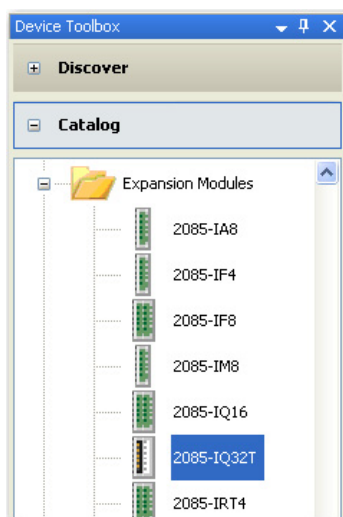 Device Toolbox
Discover
Catalog
Expansion Modules
2085-IA8
2085-IF4
2085-IF8
2085-IM8
2085-IQ16
2085-IQ32T
2085-IRT4